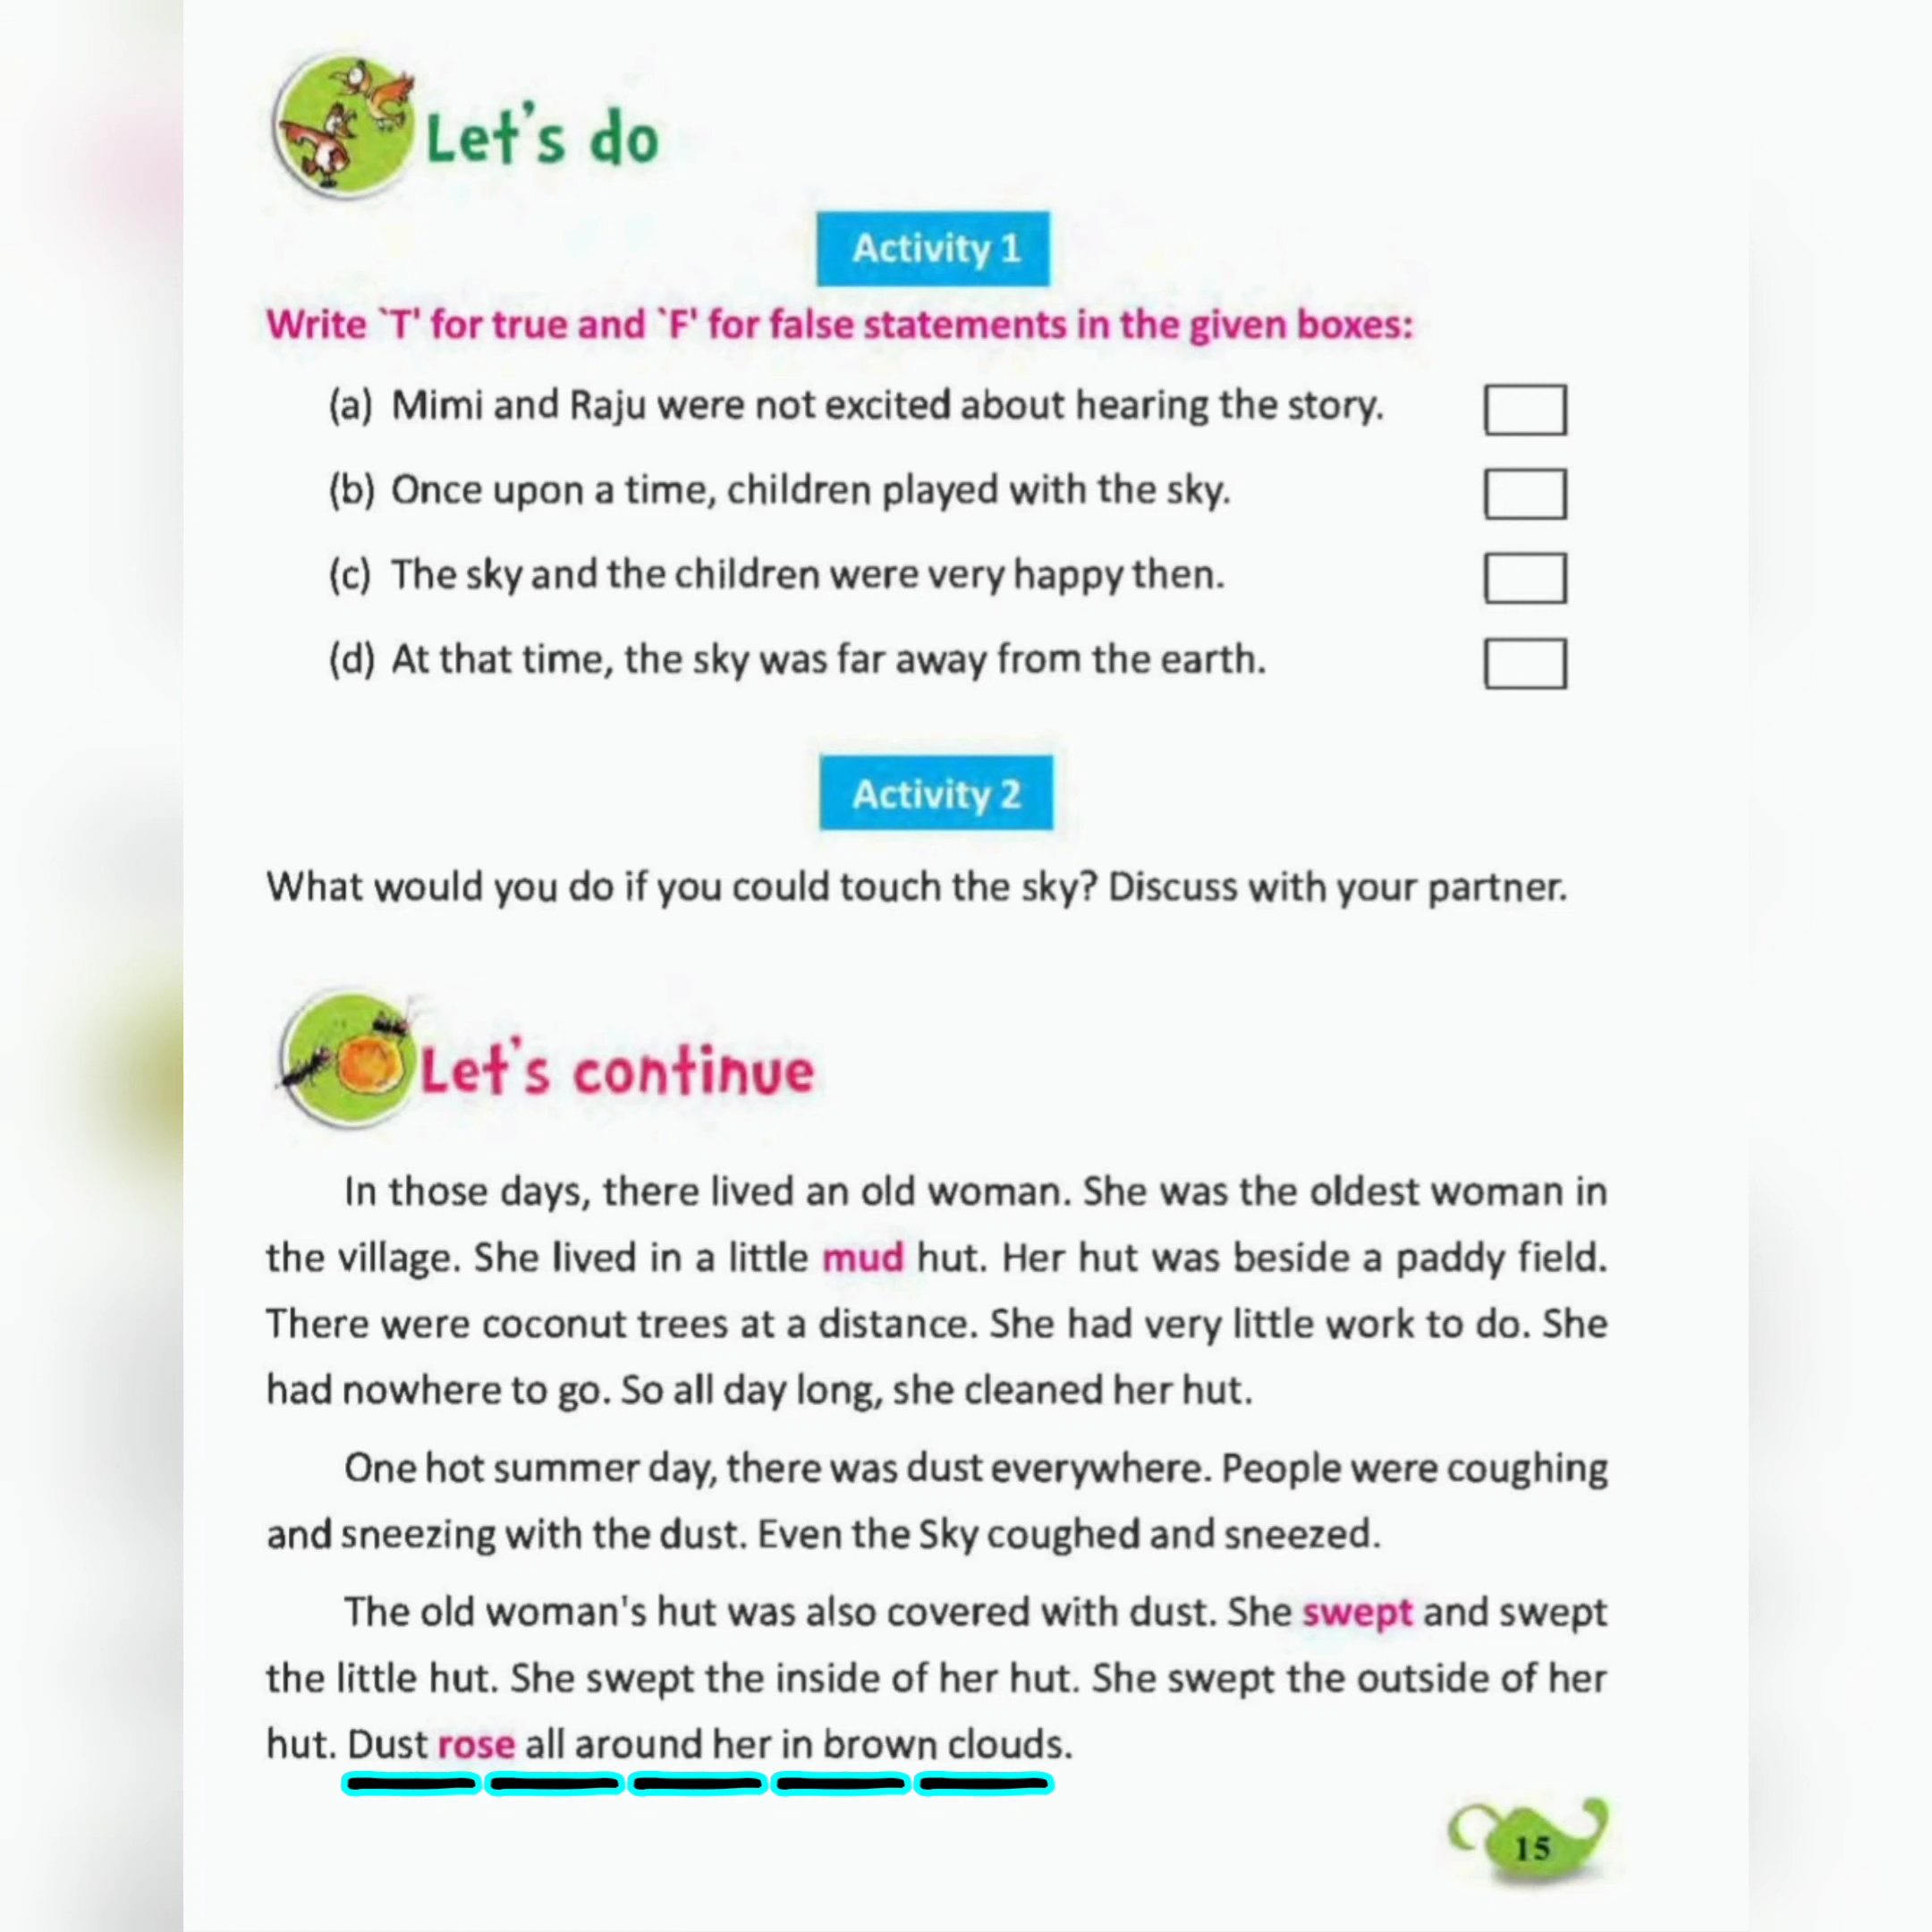 Let's do
Activity 1
Write `T' for true and `F' for false statements in the given boxes:
(a) Mimi and Raju were not excited about hearing the story.
(b) Once upon a time, children played with the sky.
(c) The sky and the children were very happy then.
(d) At that time, the sky was far away from the earth.
Activity 2
What would you do if you could touch the sky? Discuss with your partner.
Let's continue
In those days, there lived an old woman. She was the oldest woman in
the village. She lived in a little mud hut. Her hut was beside a paddy field.
There were coconut trees at a distance. She had very little work to do. She
had nowhere to go. So all day long, she cleaned her hut.
One hot summer day, there was dust everywhere. People were coughing
and sneezing with the dust. Even the Sky coughed and sneezed.
The old woman's hut was also covered with dust. She swept and swept
the little hut. She swept the inside of her hut. She swept the outside of her
hut. Dust rose all around her in brown clouds.
15